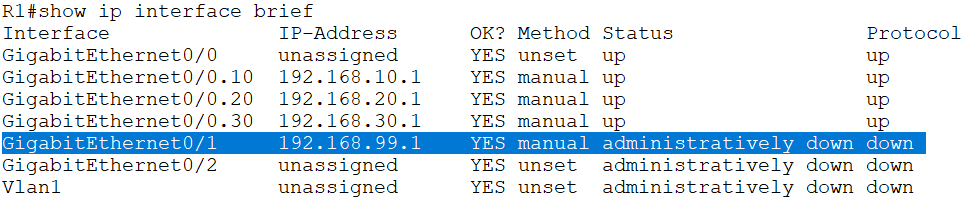 R1#show ip interface brief
Interface IP-Address OK? Method Status Protocol
GigabitEthernet0/0 unassigned YES unset up up
GigabitEthernet0/0.10 192.168.10.1 YES manual up up
GigabitEthernet0/0.20 192.168.20.1 YES manual up up
GigabitEthernet0/0.30 192.168.30.1 YES manual up up
GigabitEthernet0/1 192.168.99.1 YES manual administratively down down
GigabitEthernet0/2 unassigned YES unset administratively down down
Vlan1 unassigned YES unset administratively down down